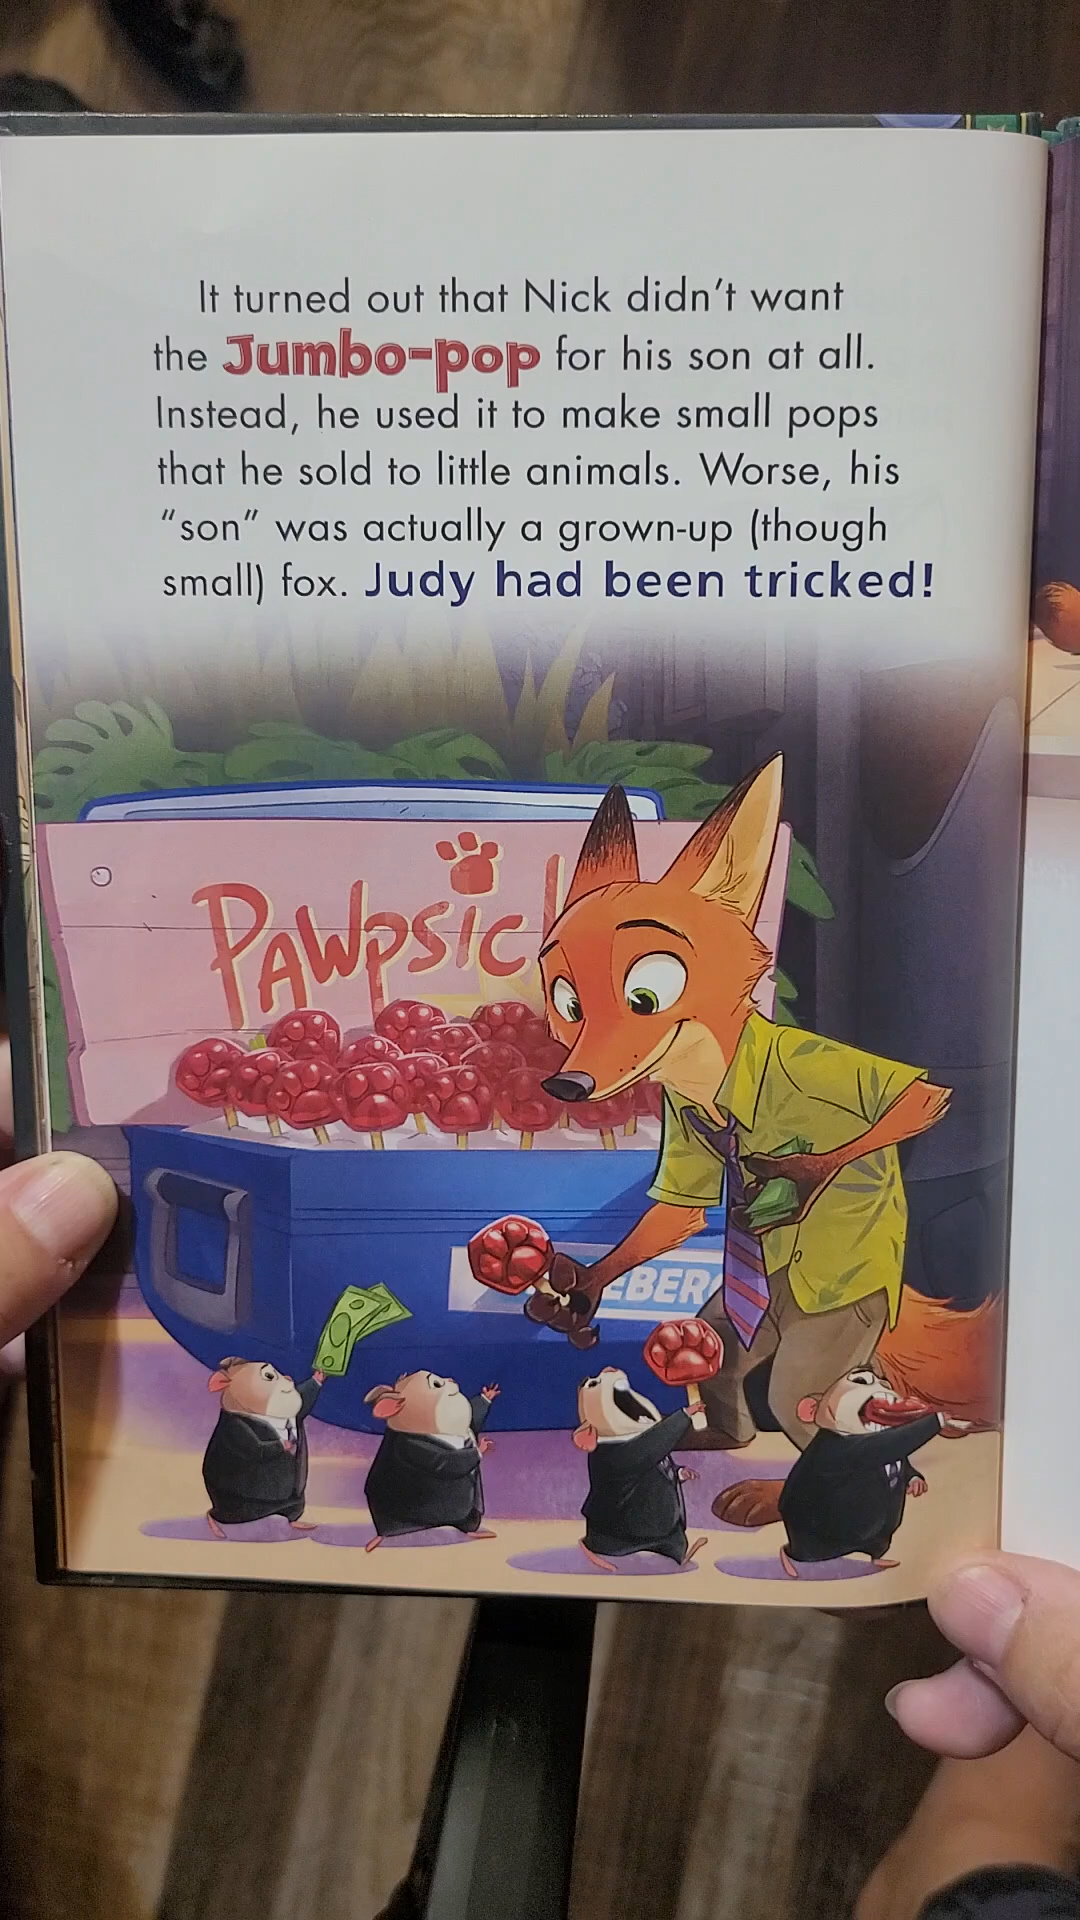 It turned out that Nick didn't want
the Jumbo-pop for his son at all.
Instead, he used it to make small pops
that he sold to little animals. Worse, his
“son” was actually a grown-up (though
small) fox. Judy had been tricked!
PAWpsic
EBER